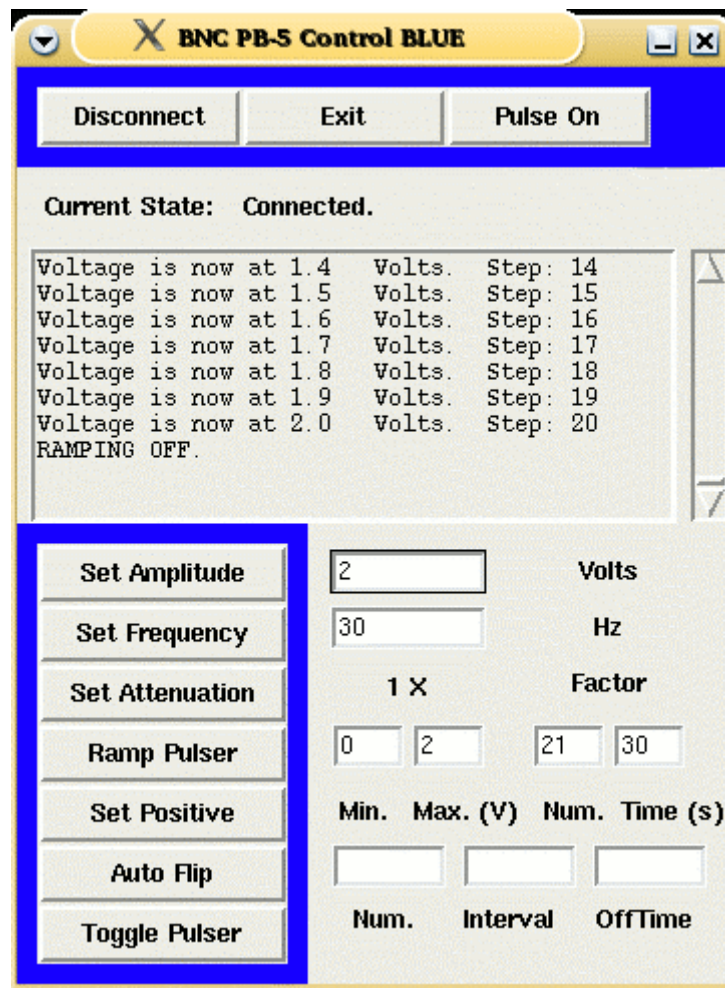 BNC PB-5 Control BLUE
Disconnect Exit Pulse On
Current State: Connected.
Voltage is now at 1.4 Volts. Step: 14
Voltage is now at 1.5 Volts. Step: 15
Voltage is now at 1.6 Volts. Step: 16
Voltage is now at 1.7 Volts. Step: 17
Voltage is now at 1.8 Volts. Step: 18
Voltage is now at 1.9 Volts. Step: 19
Voltage is now at 2.0 Volts. Step: 20
RAMPING OFF.
Set Amplitude 2 Volts
Set Frequency 30 Hz
Set Attenuation 1 X Factor
Ramp Pulser 0 2 21 30
Set Positive Min. Max. (V) Num. Time (s)
Auto Flip
Toggle Pulser Num. Interval OffTime